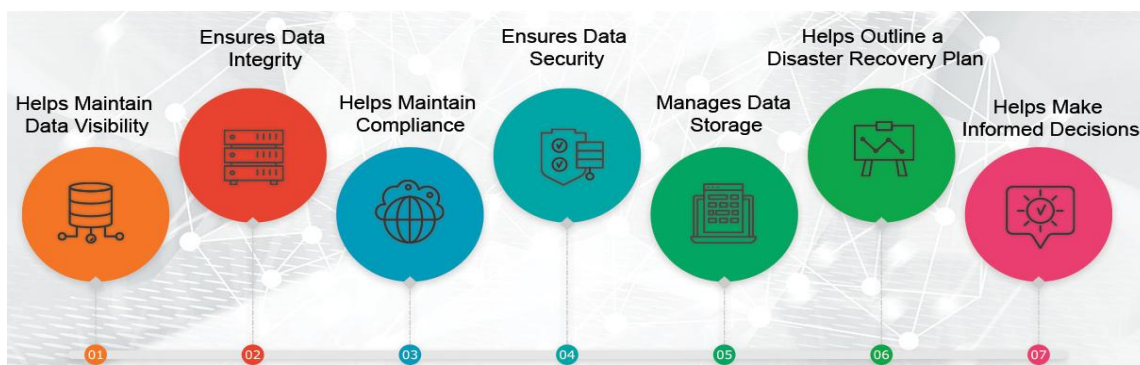 Helps Maintain
Data Visibility
Ensures Data
Integrity
Helps Maintain
Compliance
Ensures Data
Security
Manages Data
Storage
Helps Outline a
Disaster Recovery Plan
Helps Make
Informed Decisions
01
02
03
04
05
06
07